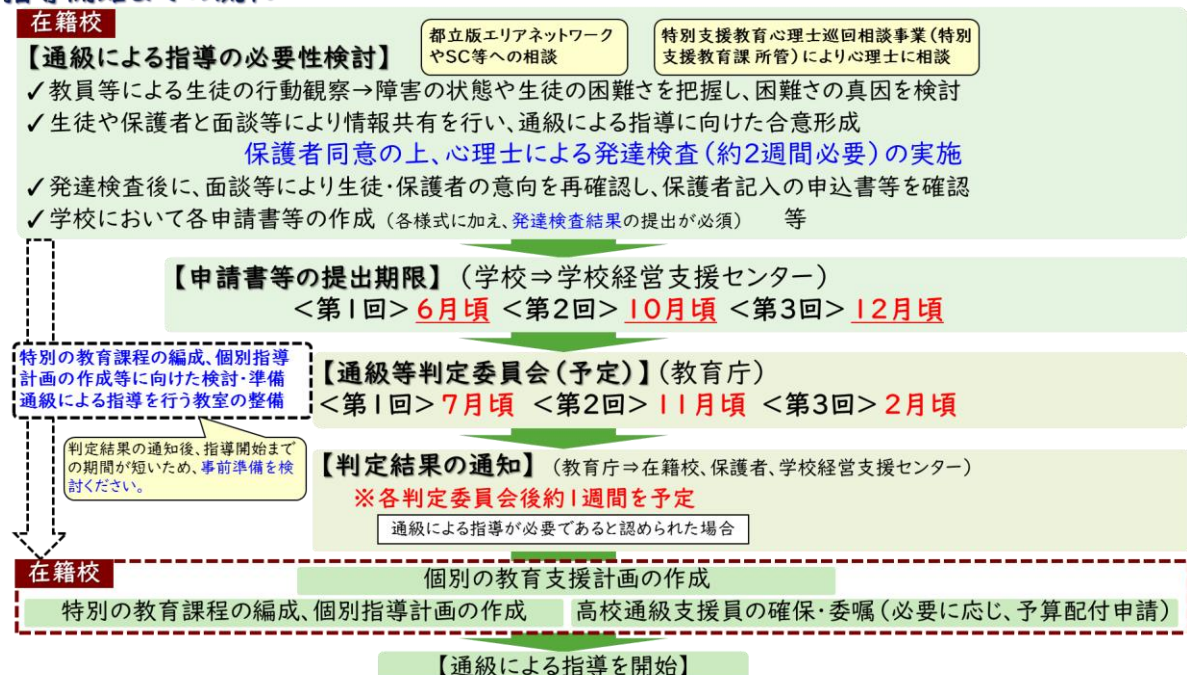 在籍校
【通級による指導の必要性検討】
都立版エリアネットワーク
やSC等への相談
特別支援教育心理士巡回相談事業(特別
支援教育課 所管)により心理士に相談
✓教員等による生徒の行動観察→障害の状態や生徒の困難さを把握し、困難さの真因を検討
✓生徒や保護者と面談等により情報共有を行い、通級による指導に向けた合意形成
保護者同意の上、心理士による発達検査(約2週間必要)の実施
✓発達検査後に、面談等により生徒・保護者の意向を再確認し、保護者記入の申込書等を確認
✓学校において各申請書等の作成(各様式に加え、発達検査結果の提出が必須) 等
【申請書等の提出期限】(学校⇒学校経営支援センター)
<第1回>6月頃 <第2回>10月頃 <第3回>12月頃
特別の教育課程の編成、個別指導
計画の作成等に向けた検討・準備
通級による指導を行う教室の整備
【通級等判定委員会(予定)】(教育庁)
<第1回>7月頃 <第2回>11月頃 <第3回>2月頃
判定結果の通知後、指導開始まで
の期間が短いため、事前準備を検
討ください。
【判定結果の通知】(教育庁⇒在籍校、保護者、学校経営支援センター)
※各判定委員会後約1週間を予定
通級による指導が必要であると認められた場合
在籍校
個別の教育支援計画の作成
特別の教育課程の編成、個別指導計画の作成
高校通級支援員の確保・委嘱(必要に応じ、予算配付申請)
【通級による指導を開始】